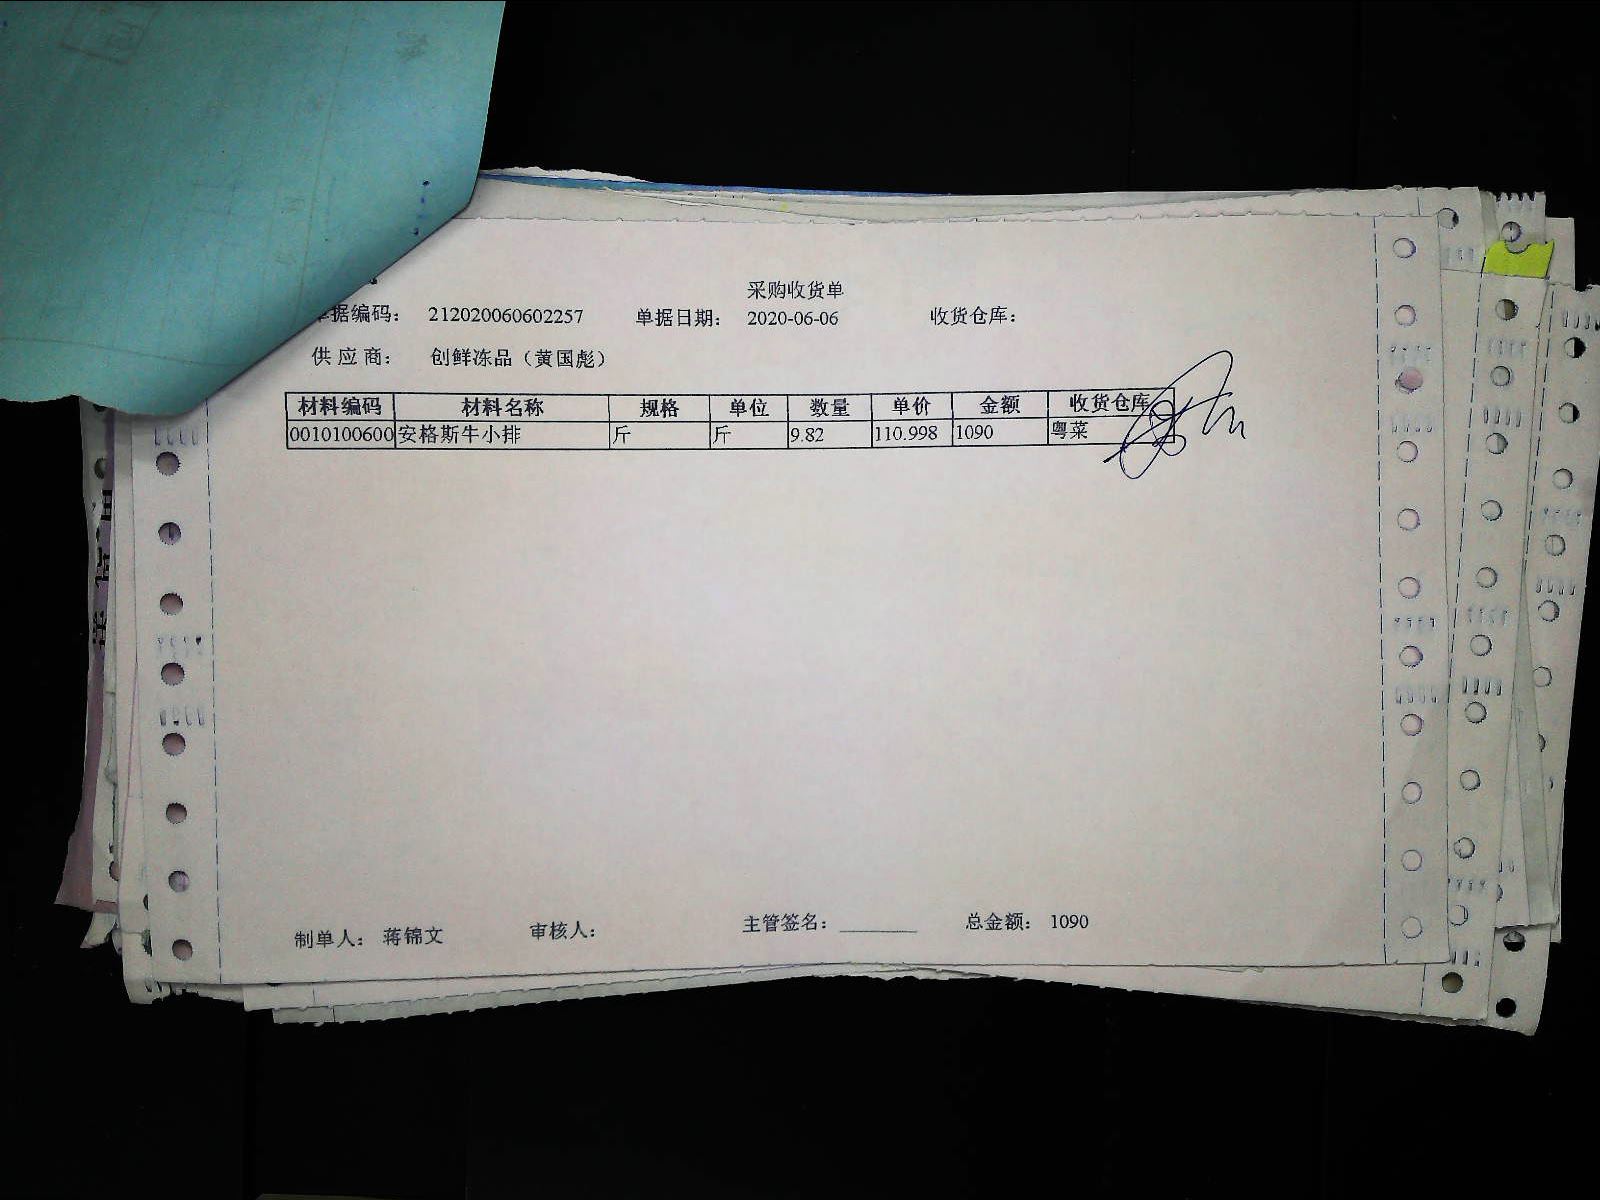 采购收货单
单据编码: 212020060602257 单据日期: 2020-06-06 收货仓库:
供应商: 创鲜冻品（黄国彪）
材料编码 材料名称 规格 单位 数量 单价 金额 收货仓库
0010100600 安格斯牛小排 斤 斤 9.82 110.998 1090 粤菜
制单人: 蒋锦文 审核人: 主管签名: ________ 总金额: 1090